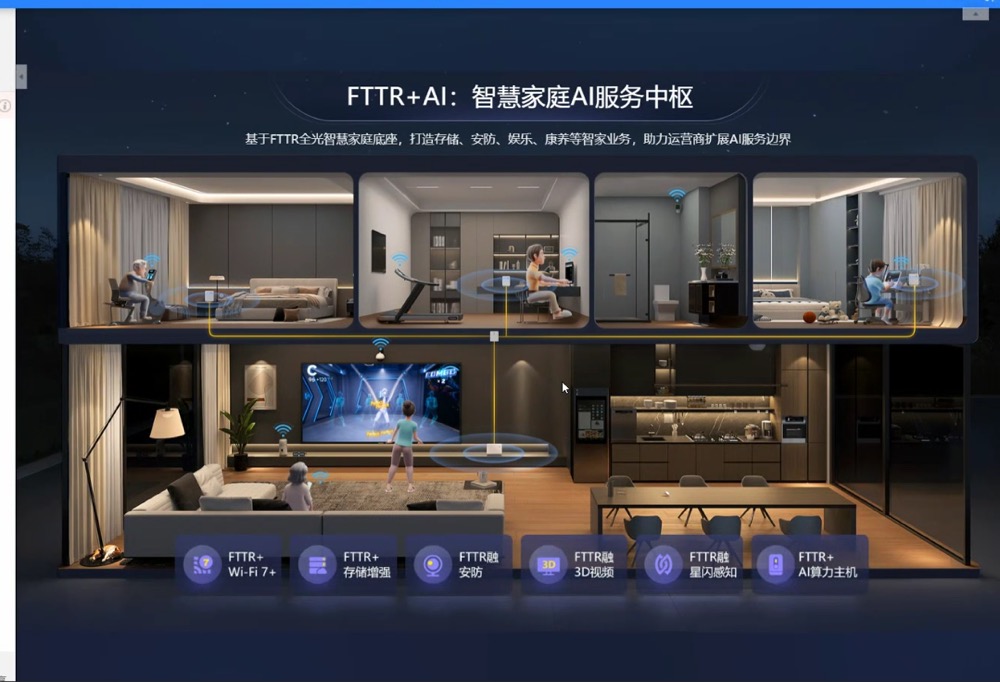 FTTR+AI：智慧家庭AI服务中枢
基于FTTR全光智慧家庭底座，打造存储、安防、娱乐、康养等智家业务，助力运营商扩展AI服务边界
FTTR+
Wi-Fi 7+
FTTR+
存储增强
FTTR融
安防
3D
FTTR融
3D视频
FTTR融
星闪感知
FTTR+
AI算力主机